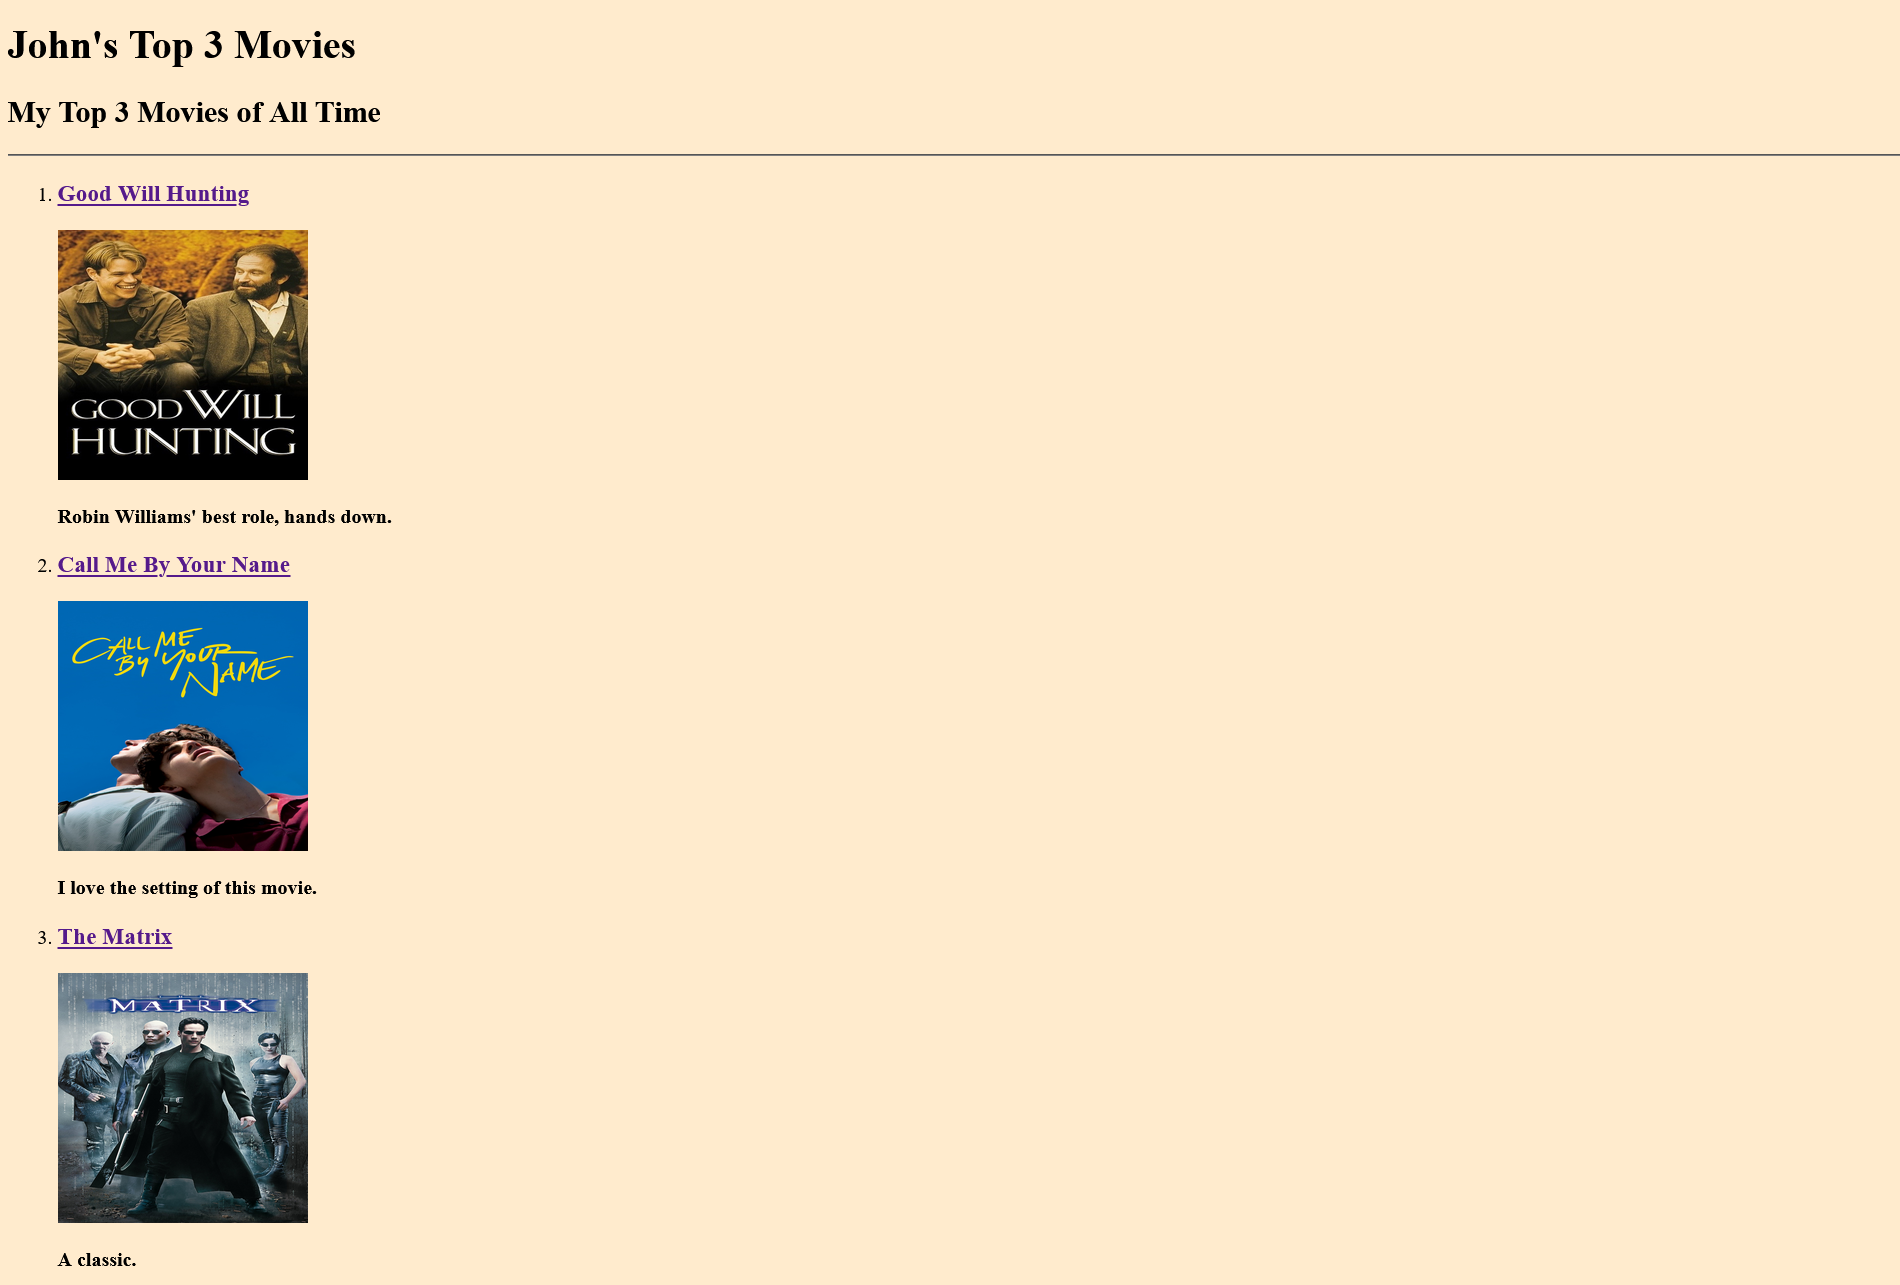 John's Top 3 Movies
My Top 3 Movies of All Time
1. Good Will Hunting
GOOD WILL
HUNTING
Robin Williams' best role, hands down.
2. Call Me By Your Name
CALL ME
BY YOUR
NAME
I love the setting of this movie.
3. The Matrix
MATRIX
A classic.